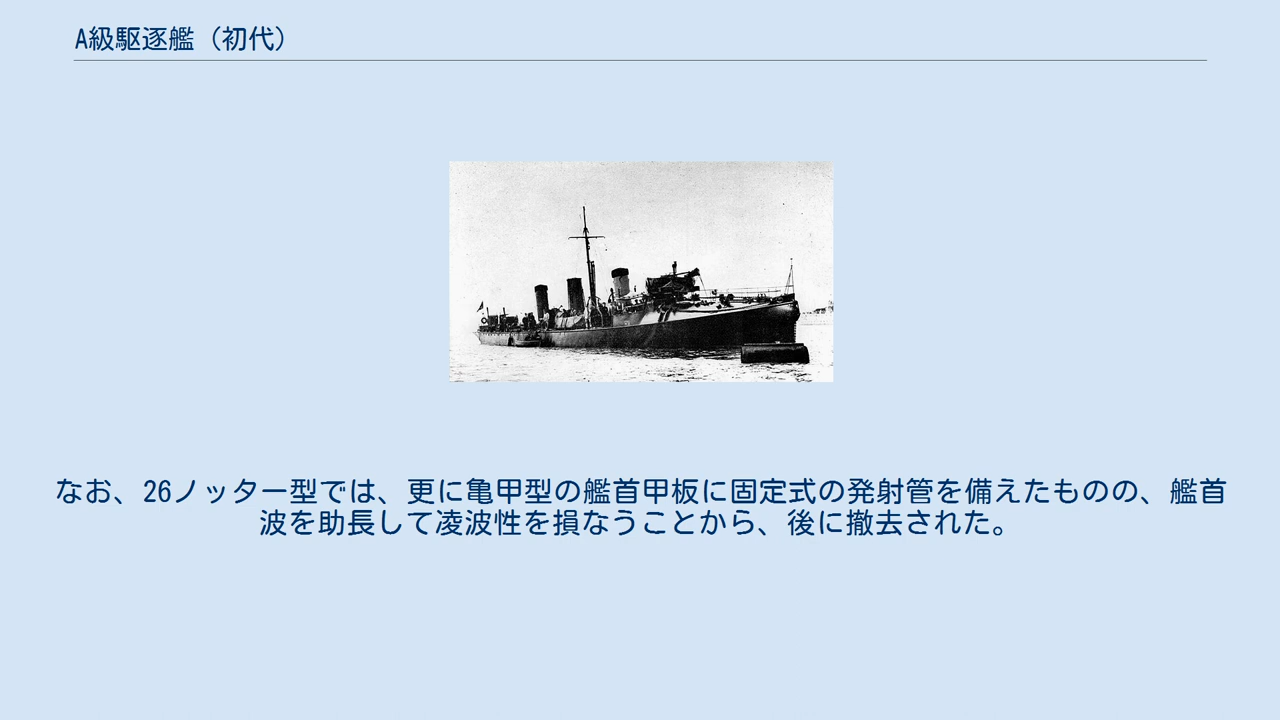 A級駆逐艦（初代）
なお、26ノッター型では、更に亀甲型の艦首甲板に固定式の発射管を備えたものの、艦首
波を助長して凌波性を損なうことから、後に撤去された。